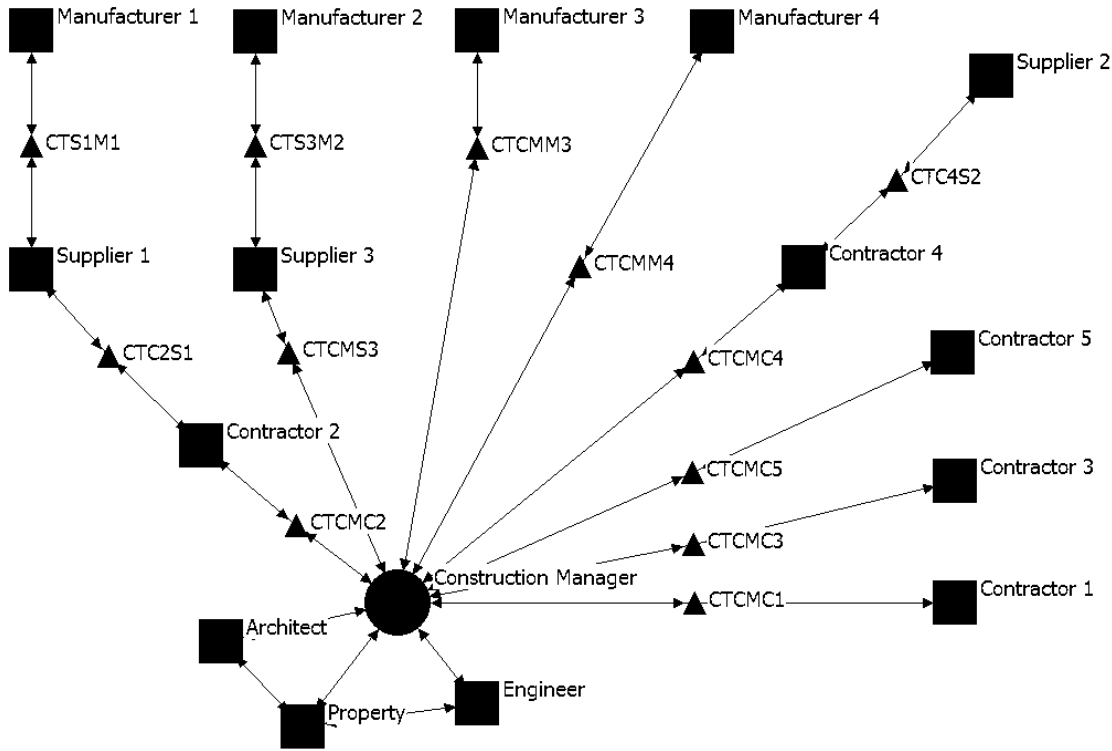 Manufacturer 1
Manufacturer 2
Manufacturer 3
Manufacturer 4
Supplier 2
CTS1M1
CTS3M2
CTCMM3
CTC4S2
Supplier 1
Supplier 3
CTCMM4
Contractor 4
CTC2S1
CTCMS3
CTCMC4
Contractor 5
Contractor 2
CTCMC5
Contractor 3
CTCMC2
CTCMC3
Construction Manager
Contractor 1
CTCMC1
Architect
Engineer
Property